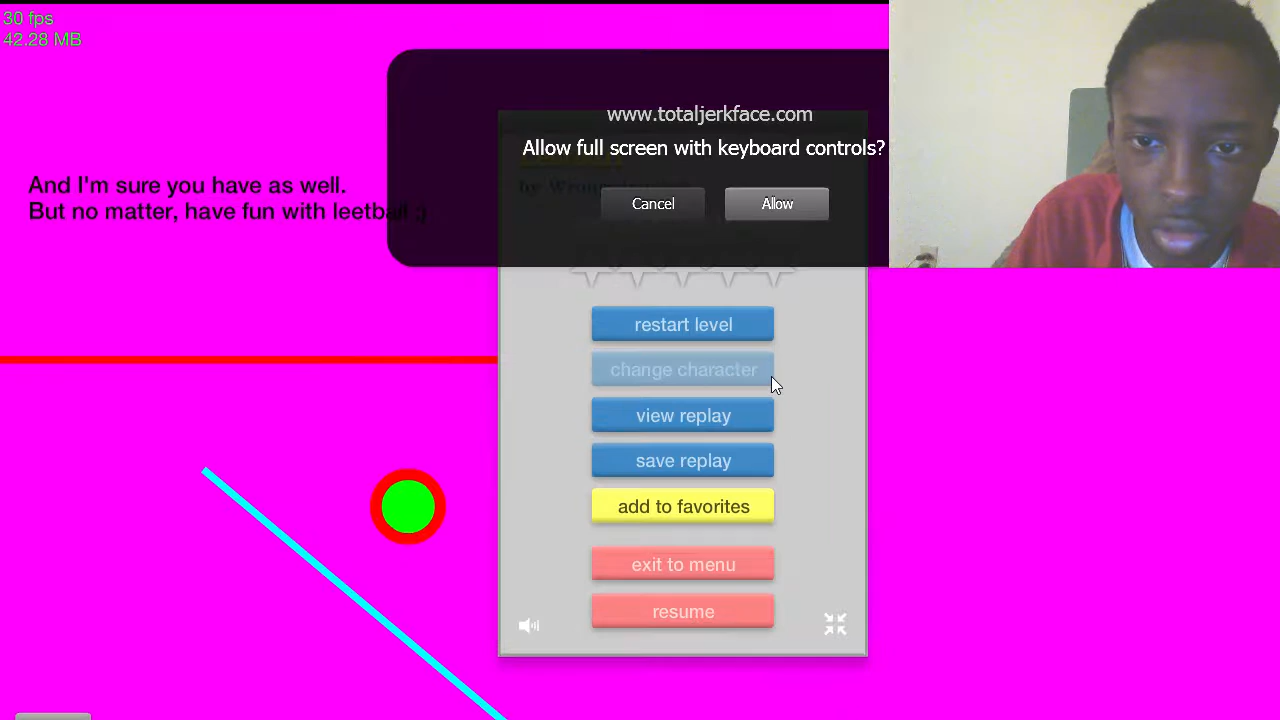 30 fps
42.28 MB
www.totaljerkface.com
Allow full screen with keyboard controls?
Cancel
Allow
And I'm sure you have as well.
But no matter, have fun with leetball ;)
restart level
change character
view replay
save replay
add to favorites
exit to menu
resume